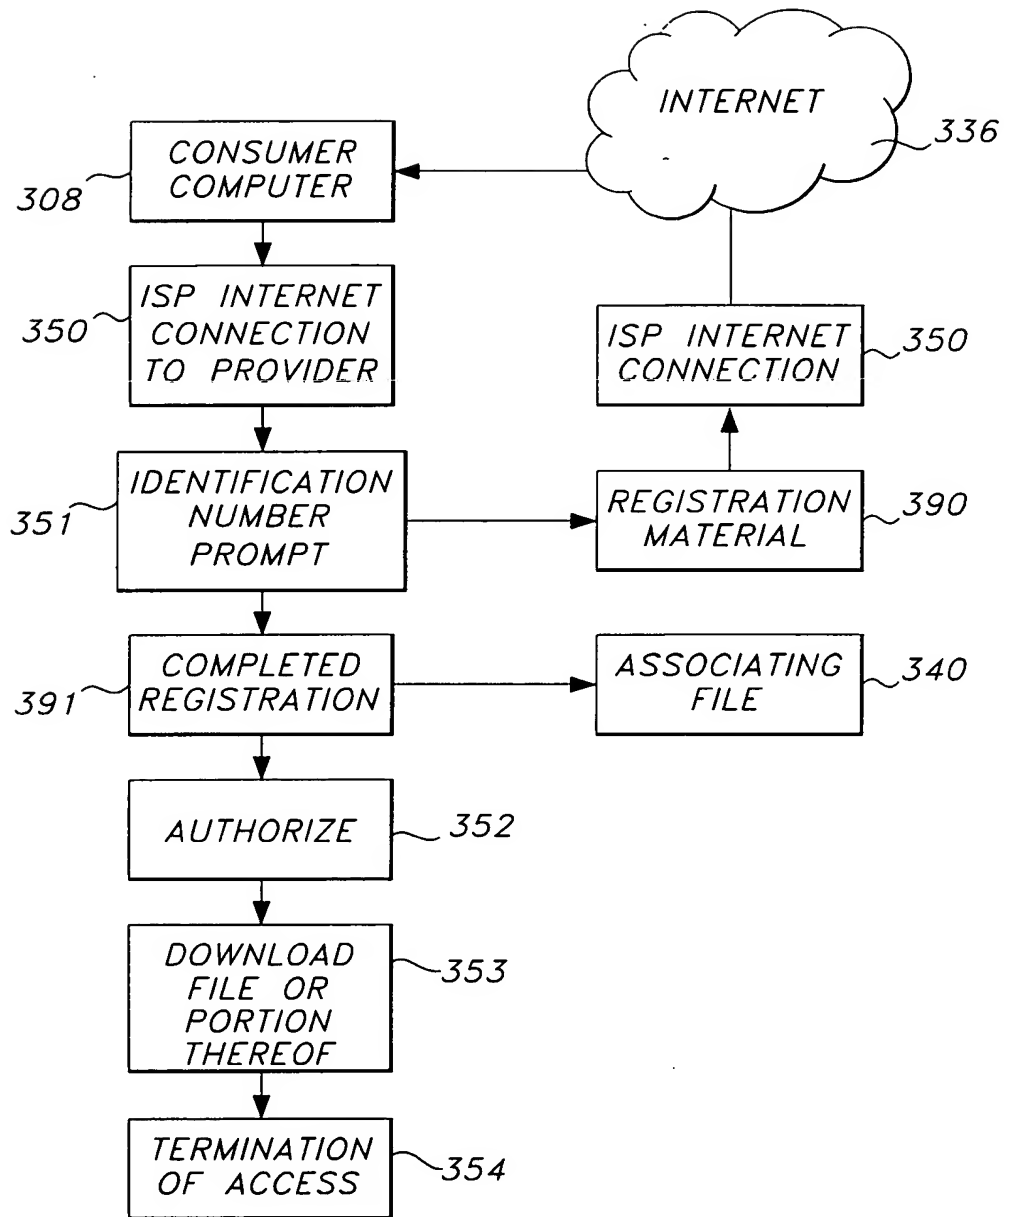 INTERNET
336
CONSUMER
COMPUTER
308
ISP INTERNET
CONNECTION
TO PROVIDER
350
ISP INTERNET
CONNECTION
350
IDENTIFICATION
NUMBER
PROMPT
351
REGISTRATION
MATERIAL
390
COMPLETED
REGISTRATION
391
ASSOCIATING
FILE
340
AUTHORIZE
352
DOWNLOAD
FILE OR
PORTION
THEREOF
353
TERMINATION
OF ACCESS
354